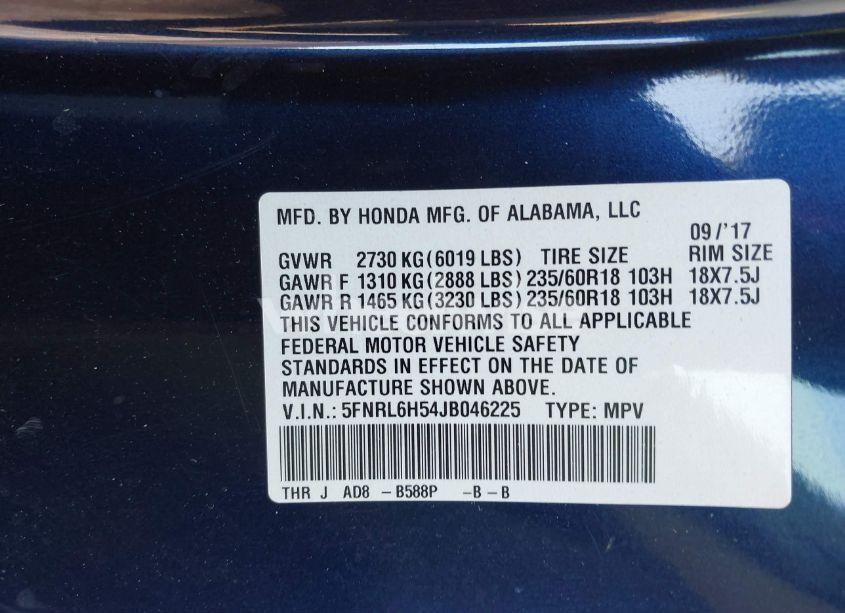 MFD. BY HONDA MFG. OF ALABAMA, LLC
09/'17
GVWR 2730 KG (6019 LBS) TIRE SIZE RIM SIZE
GAWR F 1310 KG (2888 LBS) 235/60R18 103H 18X7.5J
GAWR R 1465 KG (3230 LBS) 235/60R18 103H 18X7.5J
THIS VEHICLE CONFORMS TO ALL APPLICABLE
FEDERAL MOTOR VEHICLE SAFETY
STANDARDS IN EFFECT ON THE DATE OF
MANUFACTURE SHOWN ABOVE.
V.I.N.: 5FNRL6H54JB046225 TYPE: MPV
THR J AD8 -B588P -B-B